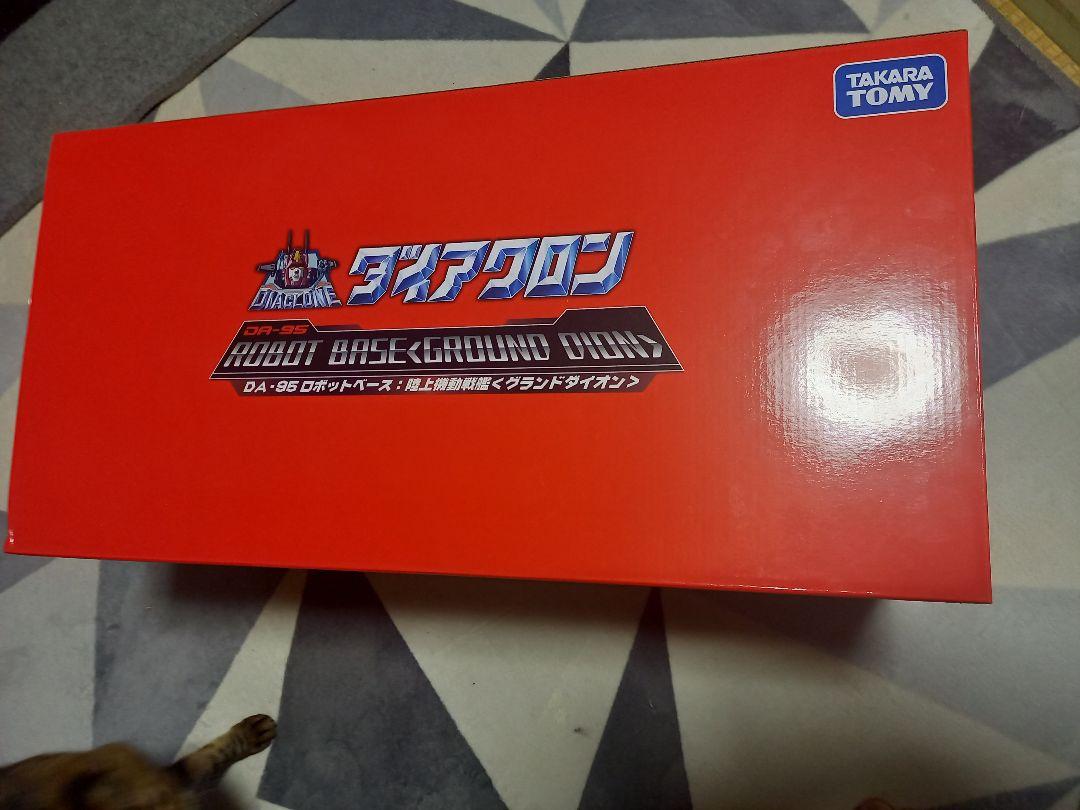 TAKARA
TOMY
DIACLONE
ダイアクロン
DA-95
ROBOT BASE<GROUND DION>
DA-95 ロボットベース:陸上機動戦艦<グランドダイオン>